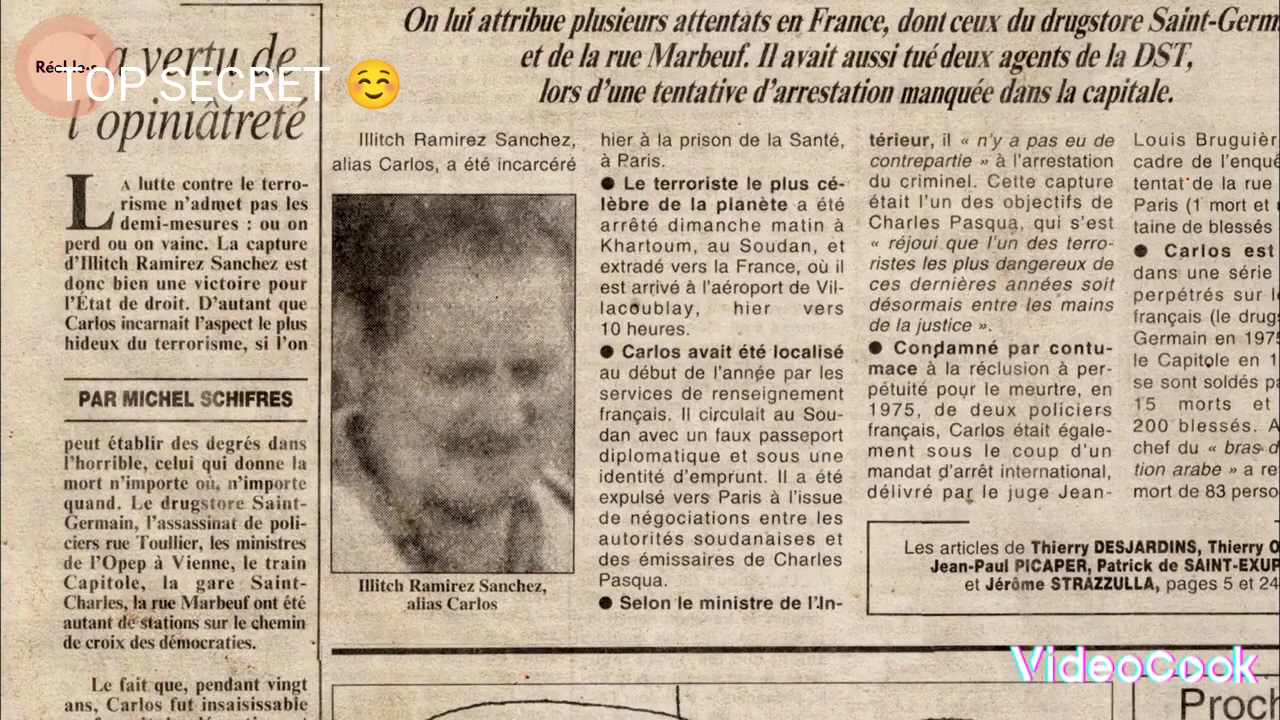 TOP SECRET ☺️
La vertu de
l'opiniâtreté
LA lutte contre le terro-
risme n'admet pas les
demi-mesures : ou on
perd ou on vainc. La capture
d'Illitch Ramirez Sanchez est
donc bien une victoire pour
l'État de droit. D'autant que
Carlos incarnait l'aspect le plus
hideux du terrorisme, si l'on
PAR MICHEL SCHIFRES
peut établir des degrés dans
l'horrible, celui qui donne la
mort n'importe où, n'importe
quand. Le drugstore Saint-
Germain, l'assassinat de poli-
ciers rue Toullier, les ministres
de l'Opep à Vienne, le train
Capitole, la gare Saint-
Charles, la rue Marbeuf ont été
autant de stations sur le chemin
de croix des démocraties.
Le fait que, pendant vingt
ans, Carlos fut insaisissable
On lui attribue plusieurs attentats en France, dont ceux du drugstore Saint-Germ
et de la rue Marbeuf. Il avait aussi tué deux agents de la DST,
lors d'une tentative d'arrestation manquée dans la capitale.
Illitch Ramirez Sanchez,
alias Carlos, a été incarcéré
Illitch Ramirez Sanchez,
alias Carlos
hier à la prison de la Santé,
à Paris.
● Le terroriste le plus cé-
lèbre de la planète a été
arrêté dimanche matin à
Khartoum, au Soudan, et
extradé vers la France, où il
est arrivé à l'aéroport de Vil-
lacoublay, hier vers
10 heures.
● Carlos avait été localisé
au début de l'année par les
services de renseignement
français. Il circulait au Sou-
dan avec un faux passeport
diplomatique et sous une
identité d'emprunt. Il a été
expulsé vers Paris à l'issue
de négociations entre les
autorités soudanaises et
des émissaires de Charles
Pasqua.
● Selon le ministre de l'In-
térieur, il « n'y a pas eu de
contrepartie » à l'arrestation
du criminel. Cette capture
était l'un des objectifs de
Charles Pasqua, qui s'est
« réjoui que l'un des terro-
ristes les plus dangereux de
ces dernières années soit
désormais entre les mains
de la justice ».
● Condamné par contu-
mace à la réclusion à per-
pétuité pour le meurtre, en
1975, de deux policiers
français, Carlos était égale-
ment sous le coup d'un
mandat d'arrêt international,
délivré par le juge Jean-
Louis Bruguièr
cadre de l'enqu
tentat de la rue
Paris (1 mort et
taine de blessés
● Carlos est
dans une série
perpétrés sur l
français (le drug
Germain en 197
le Capitole en 1
se sont soldés pa
15 morts et
200 blessés. A
chef du « bras d
tion arabe » a re
mort de 83 perso
Les articles de Thierry DESJARDINS, Thierry O
Jean-Paul PICAPER, Patrick de SAINT-EXUP
et Jérôme STRAZZULLA, pages 5 et 24
VideoCook
Proch